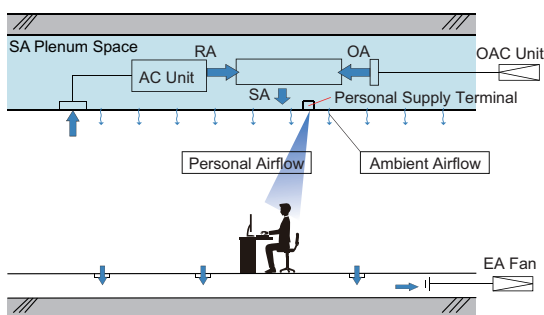 SA Plenum Space
RA
OA
OAC Unit
AC Unit
SA
Personal Supply Terminal
Personal Airflow
Ambient Airflow
EA Fan